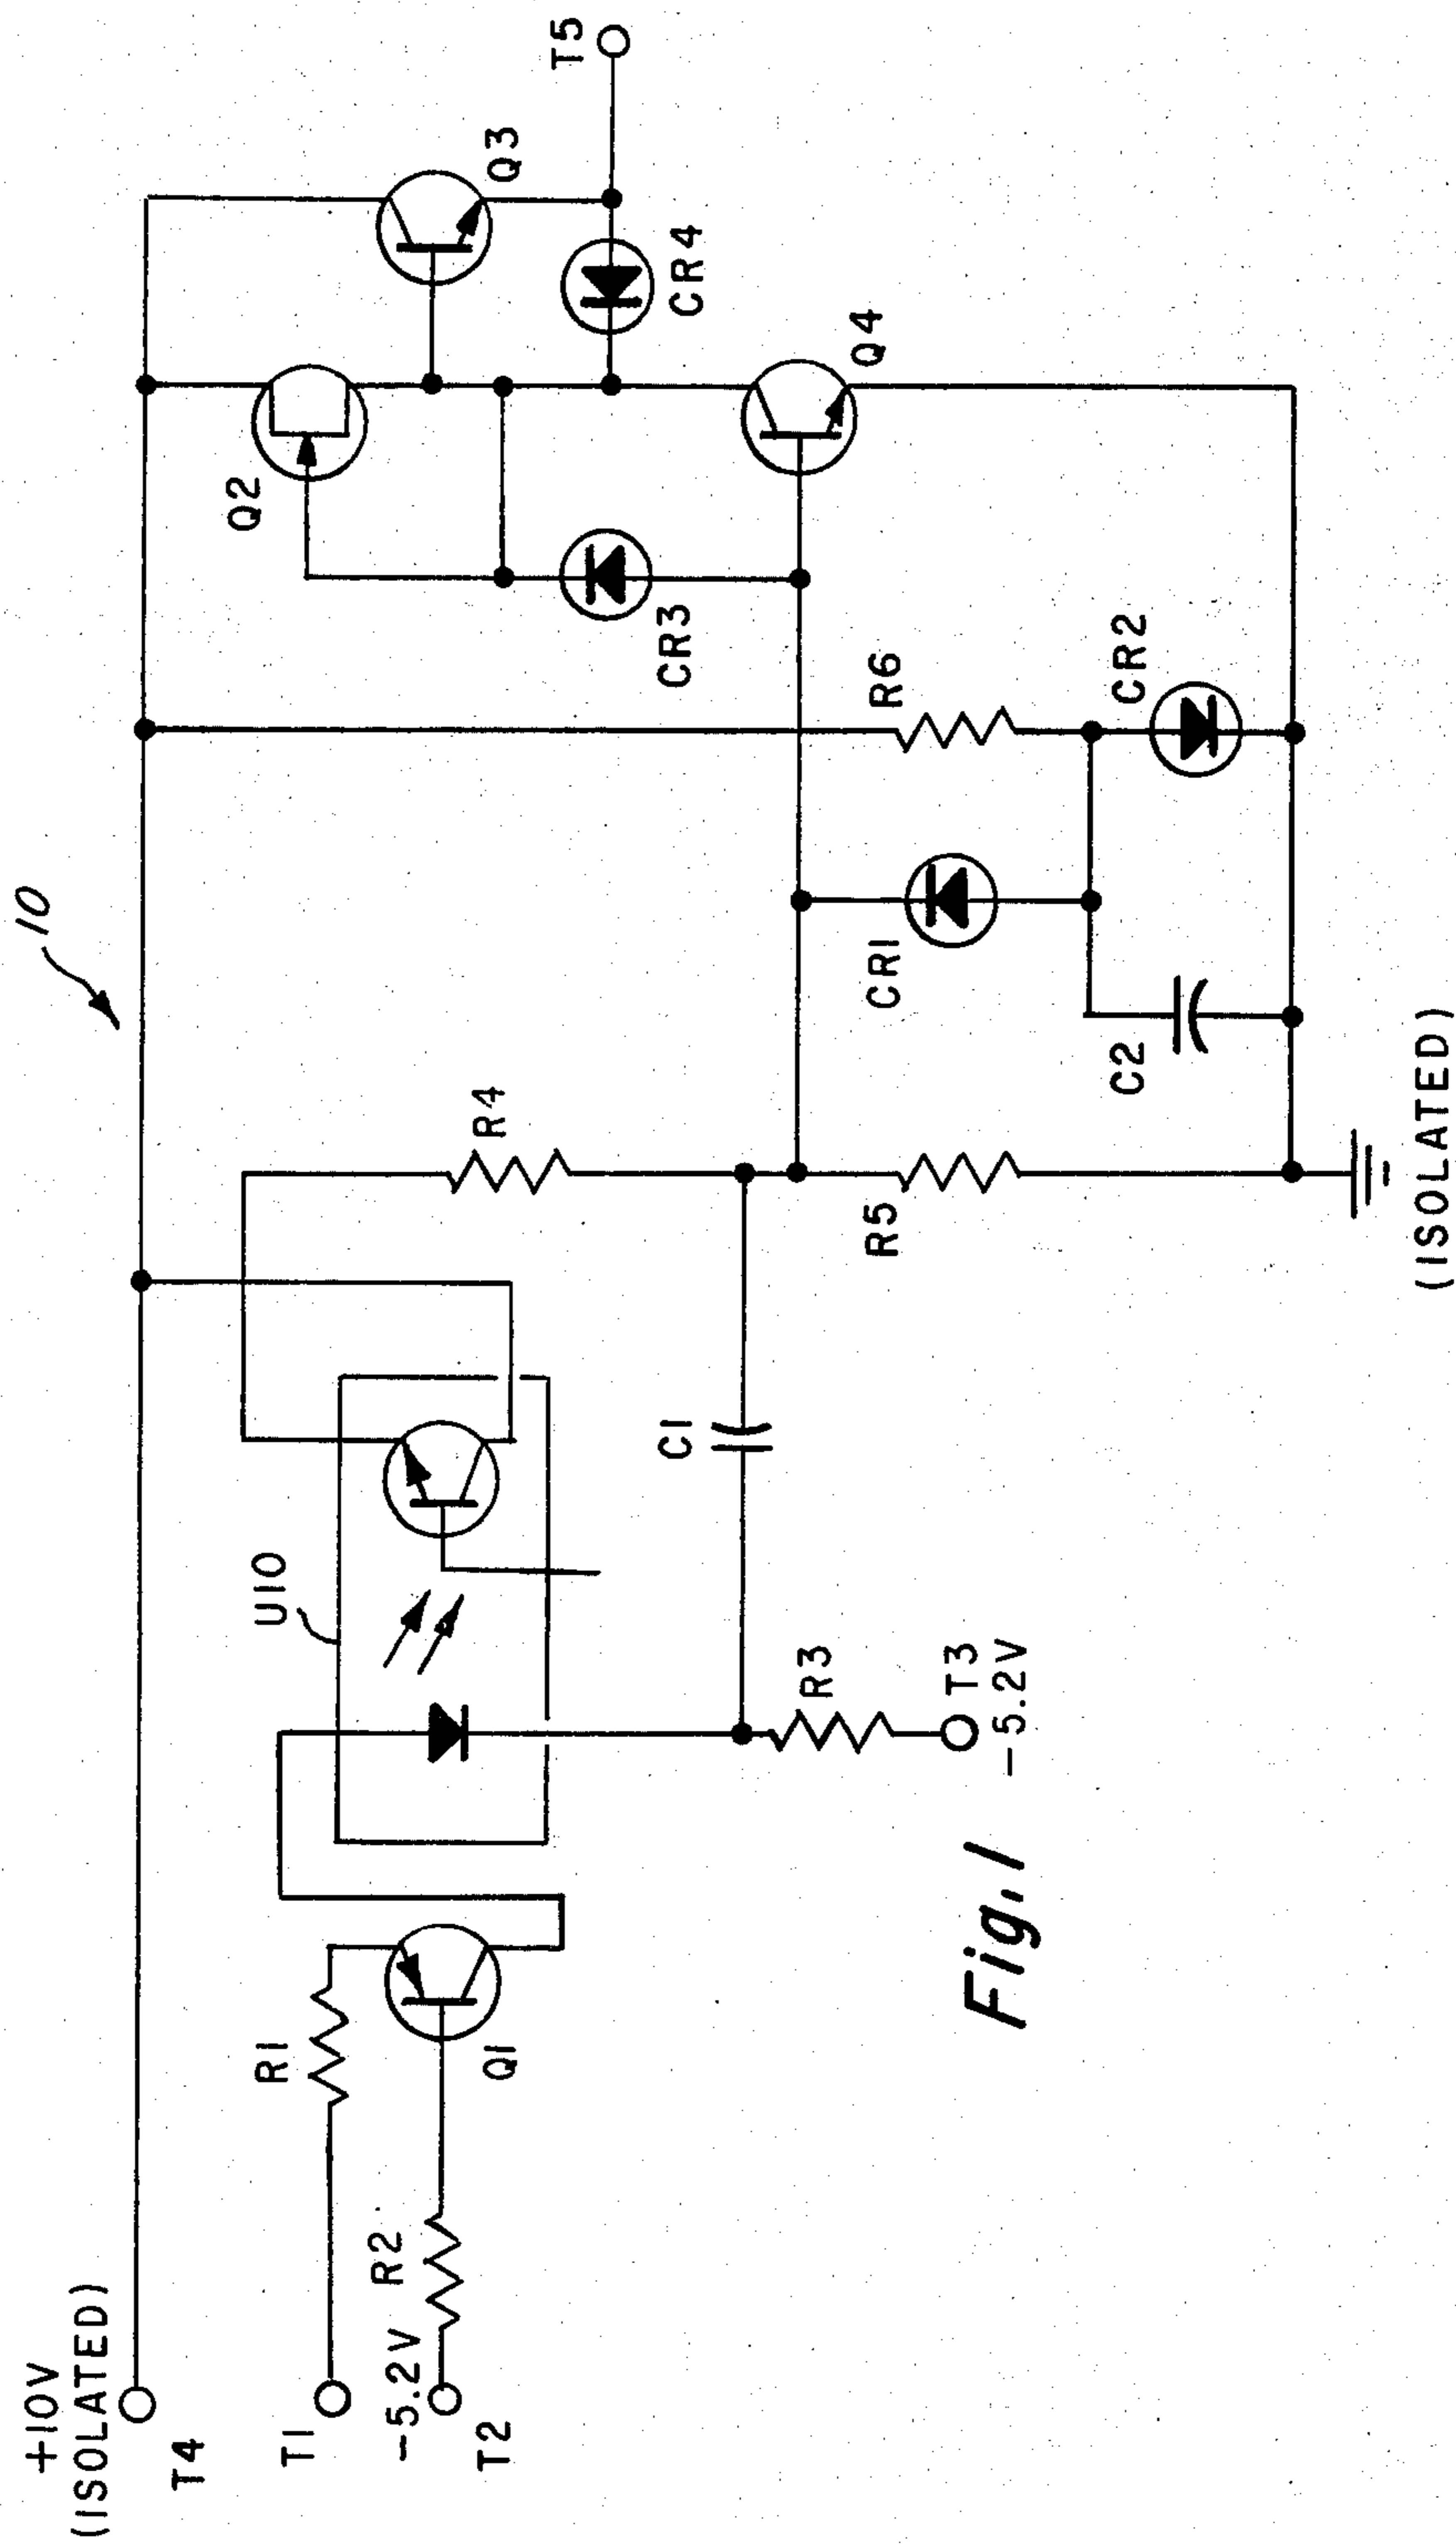 10
+10V
(ISOLATED)
T4
T1
R1
-5.2V
R2
T2
Q1
U10
R4
C1
R3
T3
-5.2V
R5
CR1
C2
R6
CR2
Q2
CR3
Q3
CR4
Q4
T5
(ISOLATED)
Fig. 1